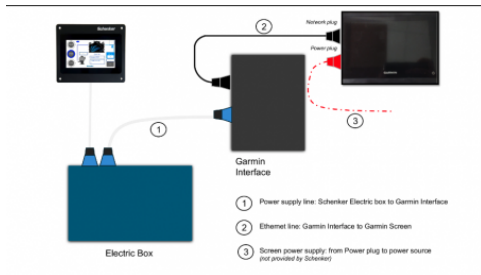 Schenker
Network plug
Power plug
2
1
3
Garmin
Interface
Electric Box
1 Power supply line: Schenker Electric box to Garmin Interface
2 Ethernet line: Garmin Interface to Garmin Screen
3 Screen power supply: from Power plug to power source
(not provided by Schenker)